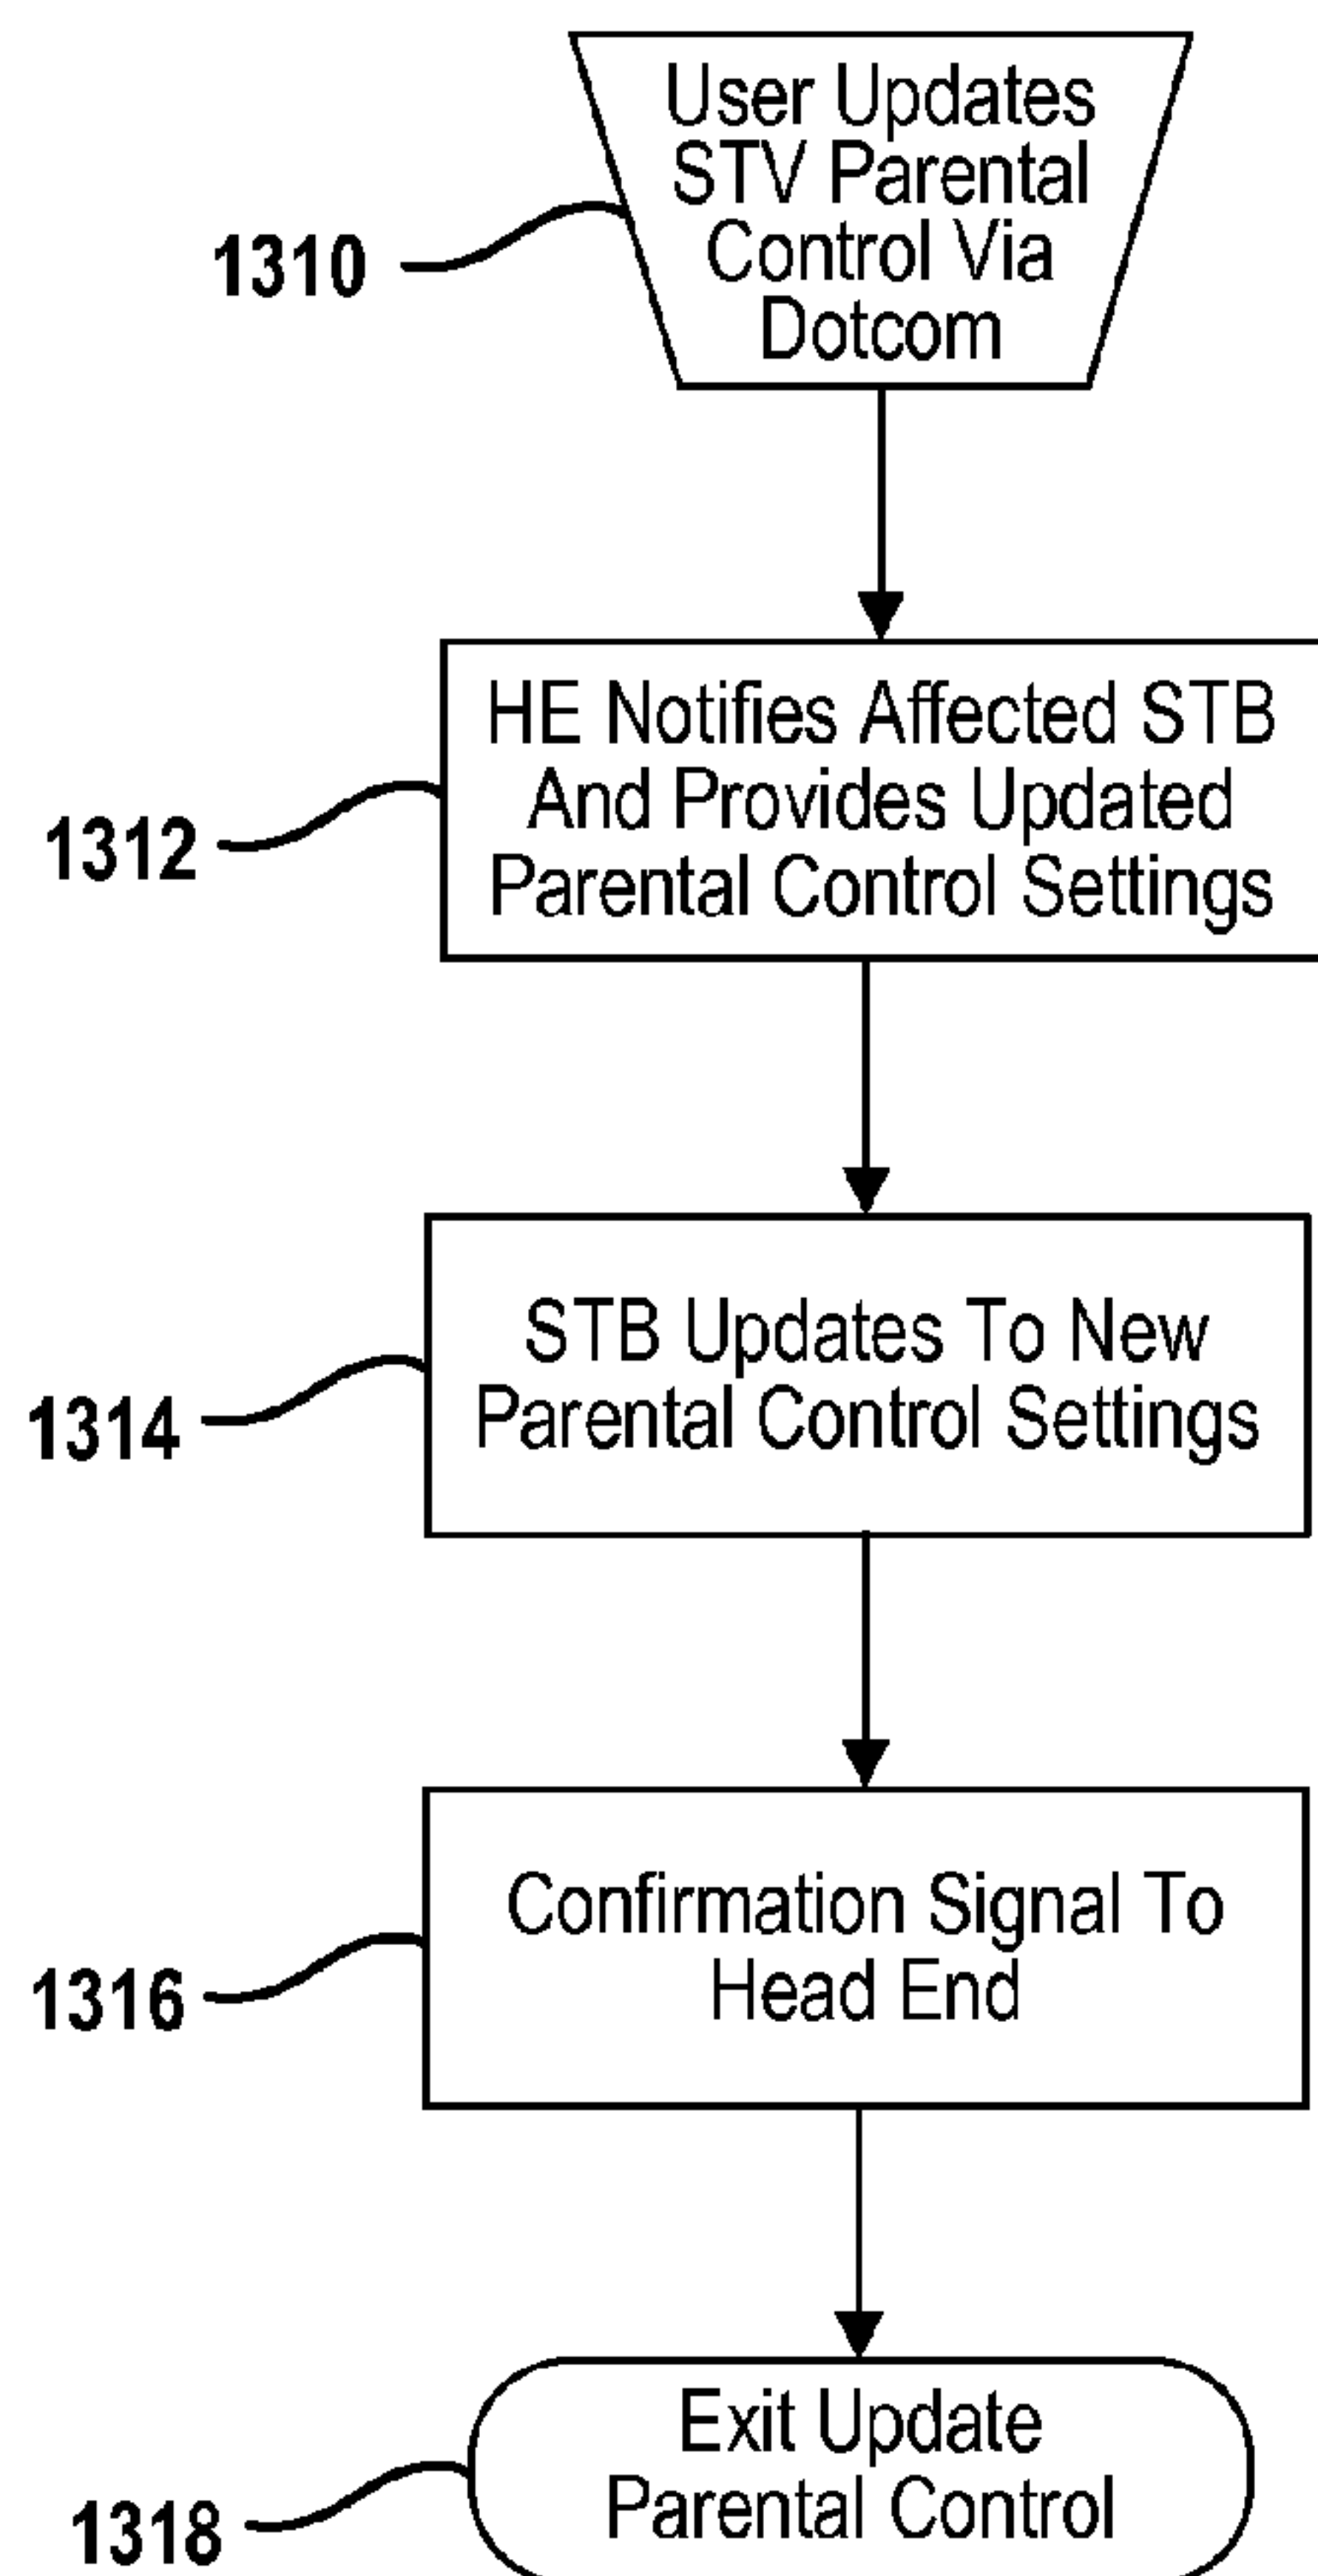 User Updates
STV Parental
Control Via
Dotcom
1310
HE Notifies Affected STB
And Provides Updated
Parental Control Settings
1312
STB Updates To New
Parental Control Settings
1314
Confirmation Signal To
Head End
1316
Exit Update
Parental Control
1318